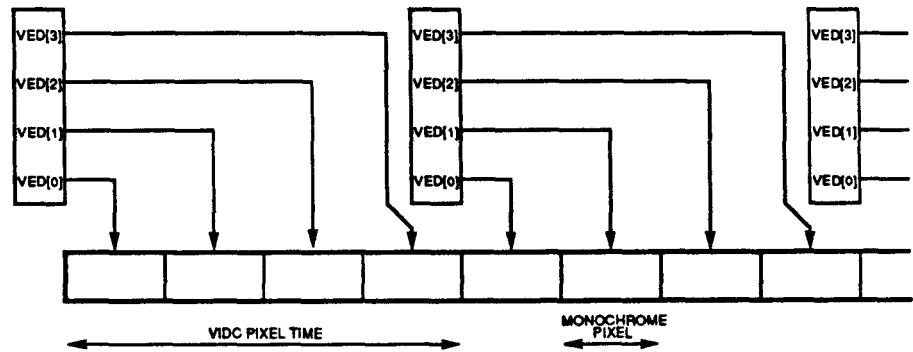 VED[3] VED[3] VED[3]
VED[2] VED[2] VED[2]
VED[1] VED[1] VED[1]
VED[0] VED[0] VED[0]
VIDC PIXEL TIME
MONOCHROME
PIXEL